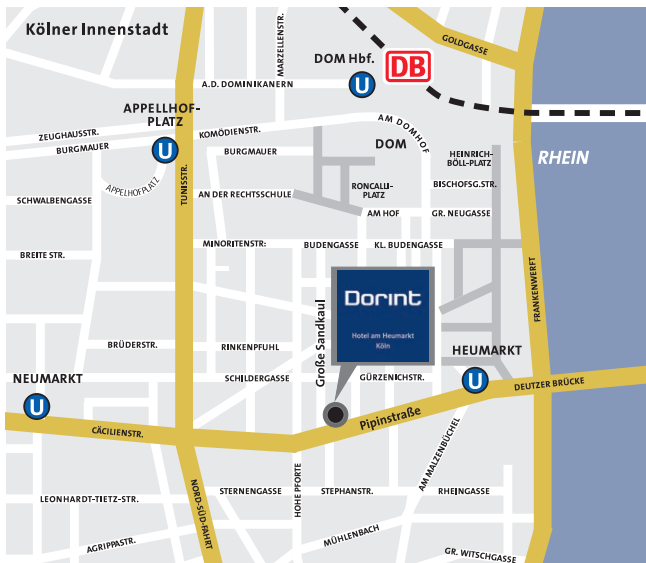 Kölner Innenstadt
MARZELLENSTR.
GOLDGASSE
DOM Hbf.
DB
U
A.D. DOMINIKANERN
APPELLHOF-
PLATZ
U
ZEUGHAUSSTR.
BURGMAUER
KOMÖDIENSTR.
AM DOMHOF
BURGMAUER
DOM
HEINRICH-
BÖLL-PLATZ
RHEIN
APPELHOFPLATZ
TUNISSTR.
AN DER RECHTSSCHULE
RONCALLI-
PLATZ
BISCHOFSG.STR.
SCHWALBENGASSE
AM HOF
GR. NEUGASSE
MINORITENSTR:
BUDENGASSE
KL. BUDENGASSE
BREITE STR.
FRANKENWERFT
Dorint
Hotel am Heumarkt
Köln
Große Sandkaul
BRÜDERSTR.
RINKENPFUHL
HEUMARKT
U
NEUMARKT
U
SCHILDERGASSE
GÜRZENICHSTR.
DEUTZER BRÜCKE
Pipinstraße
CÄCILIENSTR.
AM MALZENBÜCHEL
HOHE PFORTE
NORD-SÜD-FAHRT
LEONHARDT-TIETZ-STR.
STERNENGASSE
STEPHANSTR.
RHEINGASSE
AGRIPPASTR.
MÜHLENBACH
GR. WITSCHGASSE